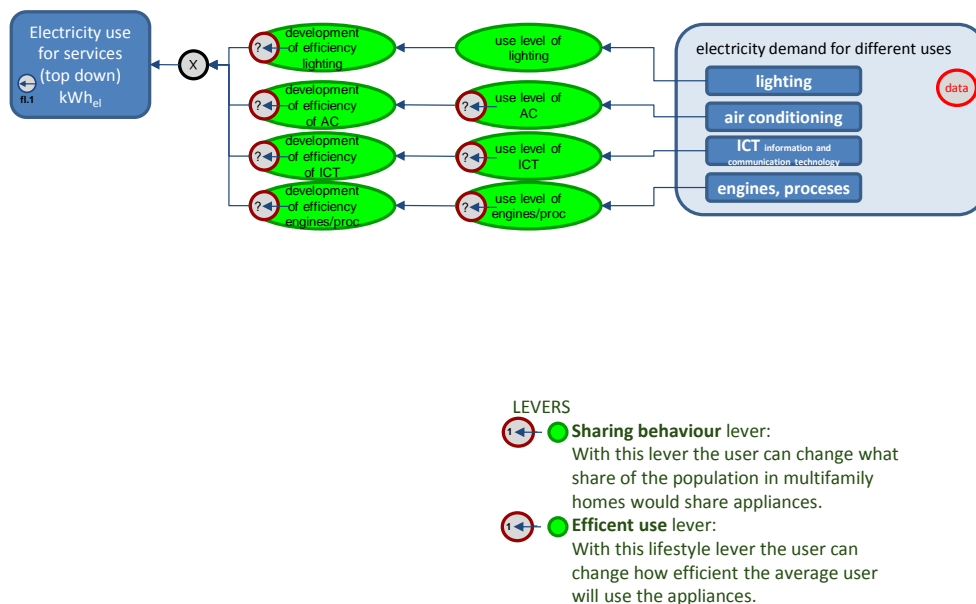 Electricity use
for services
(top down)
kWhel
fl.1
X
?
development
of efficiency
lighting
use level of
lighting
?
development
of efficiency
of AC
?
use level of
AC
?
development
of efficiency
of ICT
?
use level of
ICT
?
development
of efficiency
engines/proc
?
use level of
engines/proc
electricity demand for different uses
lighting
air conditioning
ICT information and
communication technology
engines, proceses
data
LEVERS
1
Sharing behaviour lever:
With this lever the user can change what
share of the population in multifamily
homes would share appliances.
1
Efficent use lever:
With this lifestyle lever the user can
change how efficient the average user
will use the appliances.